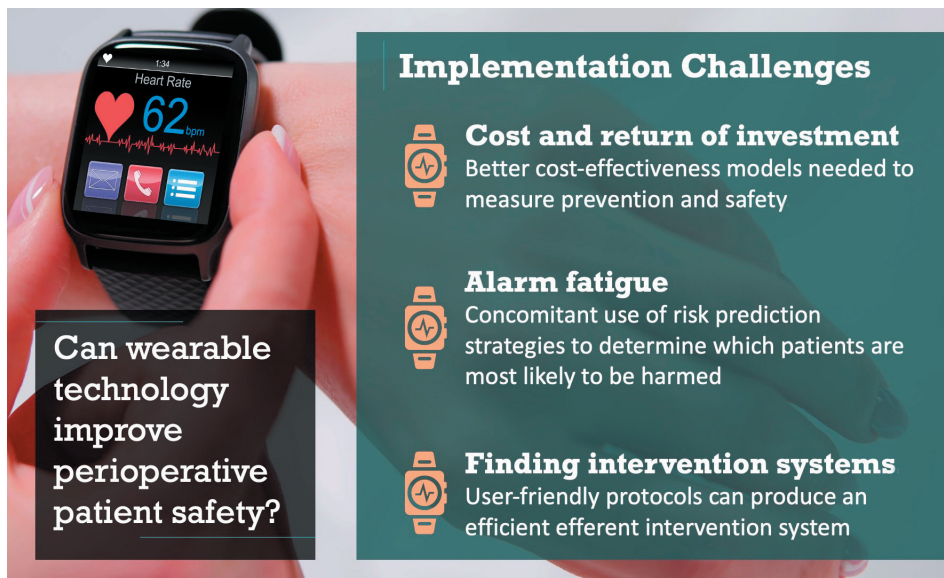 1:34
Heart Rate
62 bpm
Can wearable
technology
improve
perioperative
patient safety?
Implementation Challenges
Cost and return of investment
Better cost-effectiveness models needed to
measure prevention and safety
Alarm fatigue
Concomitant use of risk prediction
strategies to determine which patients are
most likely to be harmed
Finding intervention systems
User-friendly protocols can produce an
efficient efferent intervention system